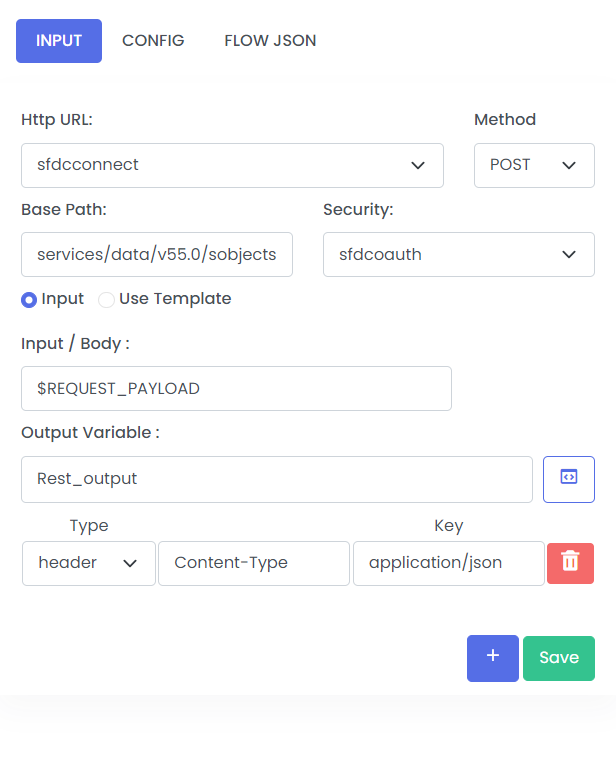 INPUT CONFIG FLOW JSON
Http URL: Method
sfdcconnect POST
Base Path: Security:
services/data/v55.0/sobjects sfdcoauth
Input Use Template
Input / Body :
$REQUEST_PAYLOAD
Output Variable :
Rest_output
Type Key
header Content-Type application/json
+ Save